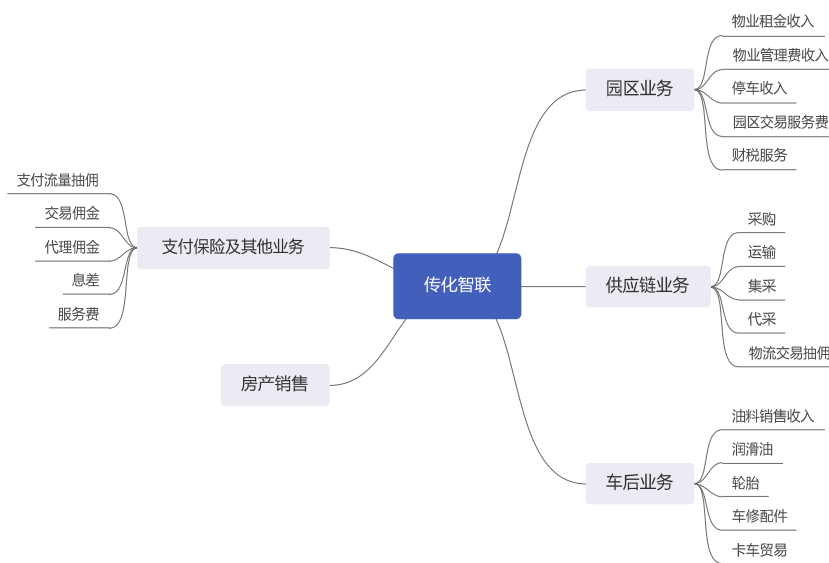 传化智联
园区业务
物业租金收入
物业管理费收入
停车收入
园区交易服务费
财税服务
供应链业务
采购
运输
集采
代采
物流交易抽佣
车后业务
油料销售收入
润滑油
轮胎
车修配件
卡车贸易
支付保险及其他业务
支付流量抽佣
交易佣金
代理佣金
息差
服务费
房产销售